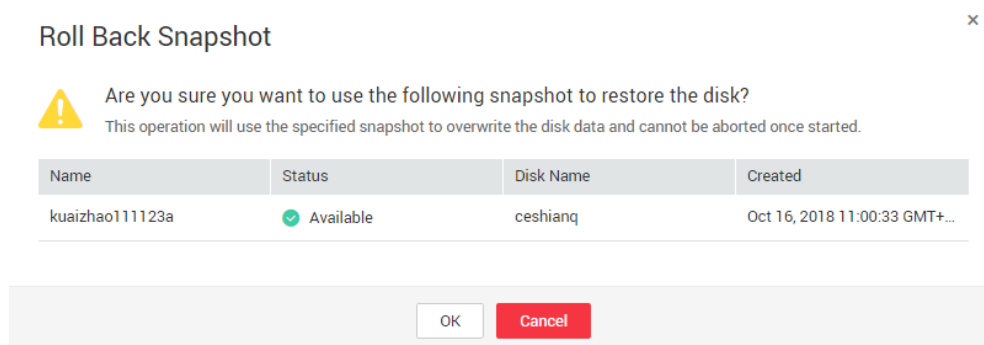 Roll Back Snapshot
Are you sure you want to use the following snapshot to restore the disk?
This operation will use the specified snapshot to overwrite the disk data and cannot be aborted once started.
Name Status Disk Name Created
kuaizhao111123a Available ceshianq Oct 16, 2018 11:00:33 GMT+...
OK Cancel